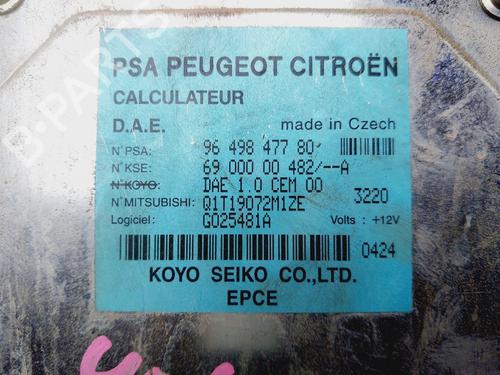 PSA PEUGEOT CITROËN
CALCULATEUR
D.A.E. made in Czech
N°PSA: 96 498 477 80
N°KSE: 69 000 00 482/--A
N°KOYO: DAE 1.0 CEM 00
N°MITSUBISHI: Q1T19072M1ZE 3220
Logiciel: G025481A Volts : +12V
0424
KOYO SEIKO CO.,LTD.
EPCE
B-PARTS